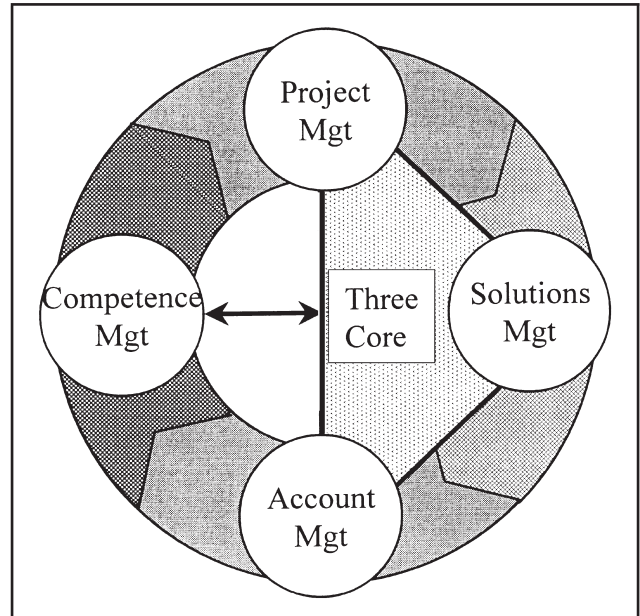 Project
Mgt
Competence
Mgt
Three
Core
Solutions
Mgt
Account
Mgt